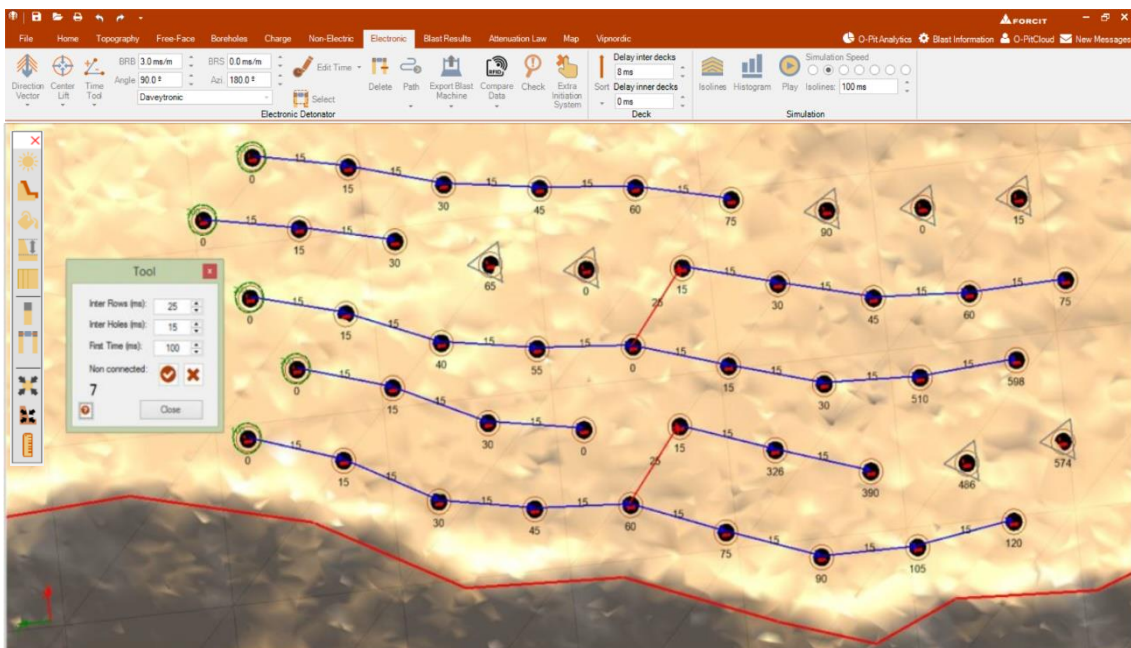 FORCIT
File Home Topography Free-Face Boreholes Charge Non-Electric Electronic Blast Results Attenuation Law Map Vipnordic O-PitAnalytics Blast Information O-PitCloud New Messages
Direction Vector
Center Lift
Time Tool
BRB 3.0 ms/m BRS 0.0 ms/m
Angle 90.0 º Azi. 180.0 º
Daveytronic
Edit Time
Select
Electronic Detonator
Delete
Path
Export Blast Machine
Compare Data
RFID
Check
Extra Initiation System
Sort
Delay inter decks
8 ms
Delay inner decks
0 ms
Deck
Isolines
Histogram
Play
Simulation Speed
Isolines: 100 ms
Simulation
15 15 15 15 15
0 15 30 45 60 75 90 0 15
15 15
0 15 30 65 0 15 30 45 60 75
15 15 15 15
25
15 15 15 15 15 15 15 15
0 15 40 55 0 15 30 510 598
15 15 15
0 15 30 0 15 326 390 486 574
15 15
25
15 15 15 15 15 15 15 15
0 15 30 45 60 75 90 105 120
Tool
x
Inter Rows (ms): 25
Inter Holes (ms): 15
First Time (ms): 100
Non connected:
7
?
Close